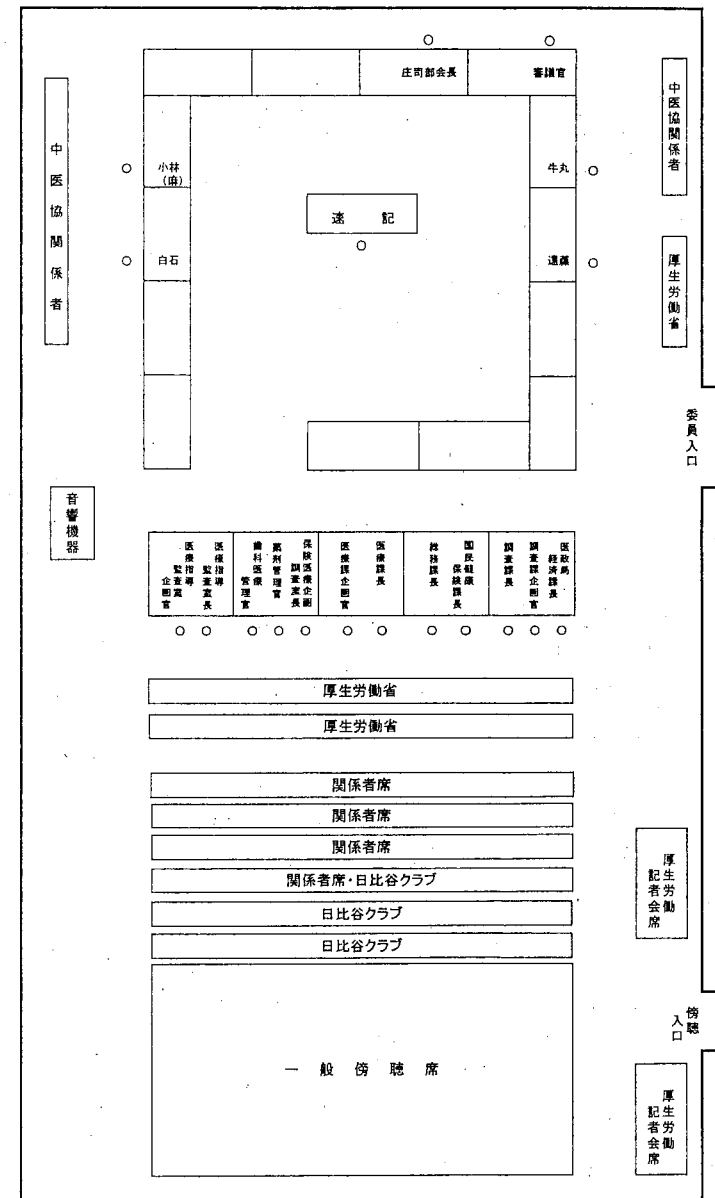 庄司部会長
審議官
中医協関係者
中医協関係者
小林
（麻）
牛丸
速 記
白石
遠藤
厚生労働省
委員入口
音響機器
医療指導
監査室
企画官
医療指導
監査室長
歯科医療
管理官
薬剤管理官
保険医療企画
調査室長
医療課企画官
医療課長
総務課長
国民健康
保険課長
調査課長
調査課企画官
医政局
経済課長
厚生労働省
厚生労働省
関係者席
関係者席
関係者席
関係者席・日比谷クラブ
日比谷クラブ
日比谷クラブ
厚生労働
記者会席
傍聴
入口
一 般 傍 聴 席
厚生労働
記者会席